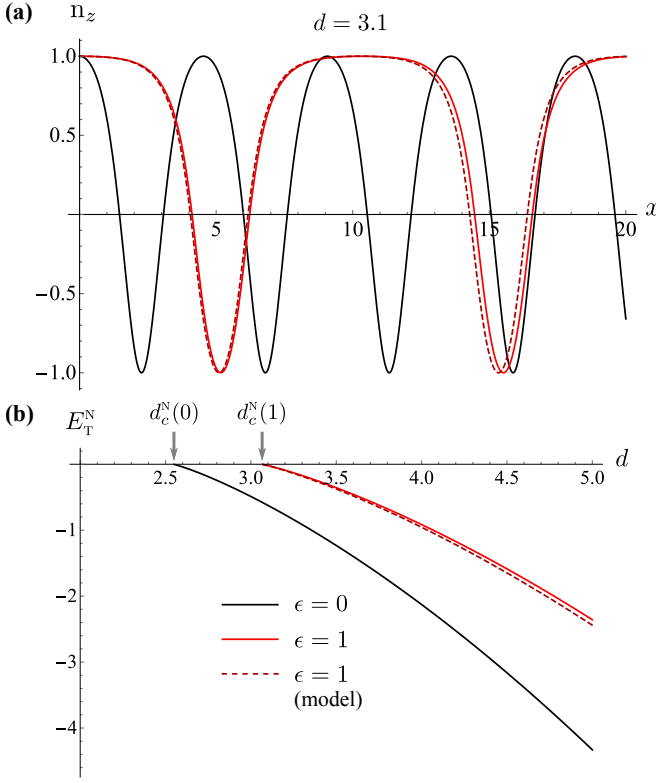 (a)
n_z
d = 3.1
1.0
0.5
−0.5
−1.0
5
10
15
20
x
(b)
E_T^N
d_c^N(0)
d_c^N(1)
2.5
3.0
3.5
4.0
4.5
5.0
d
−1
−2
−3
−4
ϵ = 0
ϵ = 1
ϵ = 1
(model)